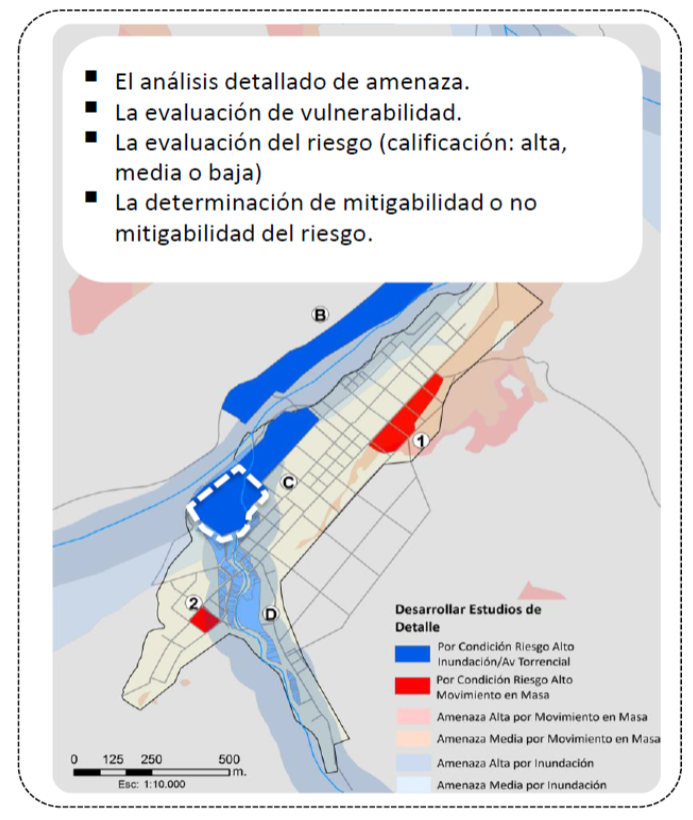 ▪ El análisis detallado de amenaza.
▪ La evaluación de vulnerabilidad.
▪ La evaluación del riesgo (calificación: alta,
media o baja)
▪ La determinación de mitigabilidad o no
mitigabilidad del riesgo.
B
1
C
2
D
Desarrollar Estudios de
Detalle
Por Condición Riesgo Alto
Inundación/Av Torrencial
Por Condición Riesgo Alto
Movimiento en Masa
Amenaza Alta por Movimiento en Masa
Amenaza Media por Movimiento en Masa
Amenaza Alta por Inundación
Amenaza Media por Inundación
0 125 250 500
m.
Esc: 1:10.000